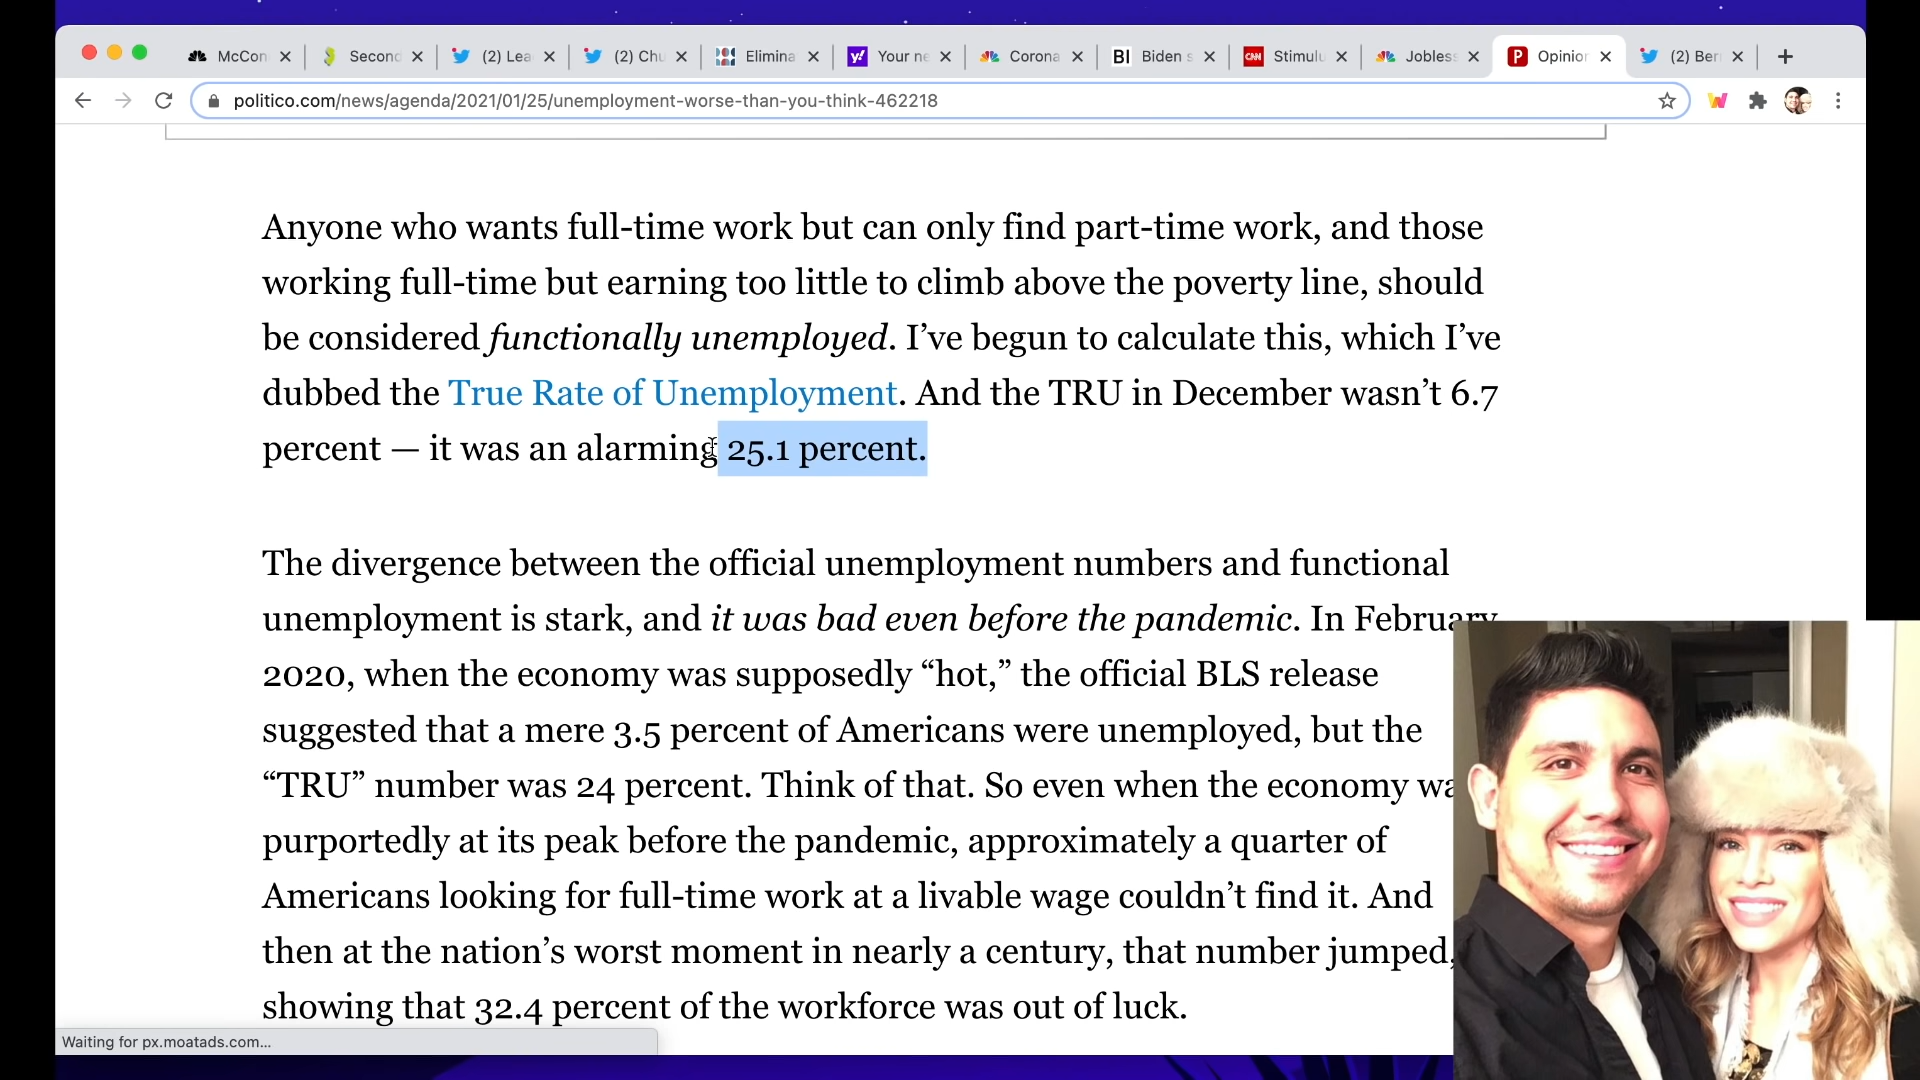 McCon
Second
(2) Lea
(2) Chu
Elimina
Your ne
Corona
BI Biden s
CNN Stimulu
Jobless
Opinion
(2) Ber
politico.com/news/agenda/2021/01/25/unemployment-worse-than-you-think-462218
Anyone who wants full-time work but can only find part-time work, and those
working full-time but earning too little to climb above the poverty line, should
be considered functionally unemployed. I’ve begun to calculate this, which I’ve
dubbed the True Rate of Unemployment. And the TRU in December wasn’t 6.7
percent — it was an alarming 25.1 percent.
The divergence between the official unemployment numbers and functional
unemployment is stark, and it was bad even before the pandemic. In February
2020, when the economy was supposedly “hot,” the official BLS release
suggested that a mere 3.5 percent of Americans were unemployed, but the
“TRU” number was 24 percent. Think of that. So even when the economy wa
purportedly at its peak before the pandemic, approximately a quarter of
Americans looking for full-time work at a livable wage couldn’t find it. And
then at the nation’s worst moment in nearly a century, that number jumped,
showing that 32.4 percent of the workforce was out of luck.
Waiting for px.moatads.com...